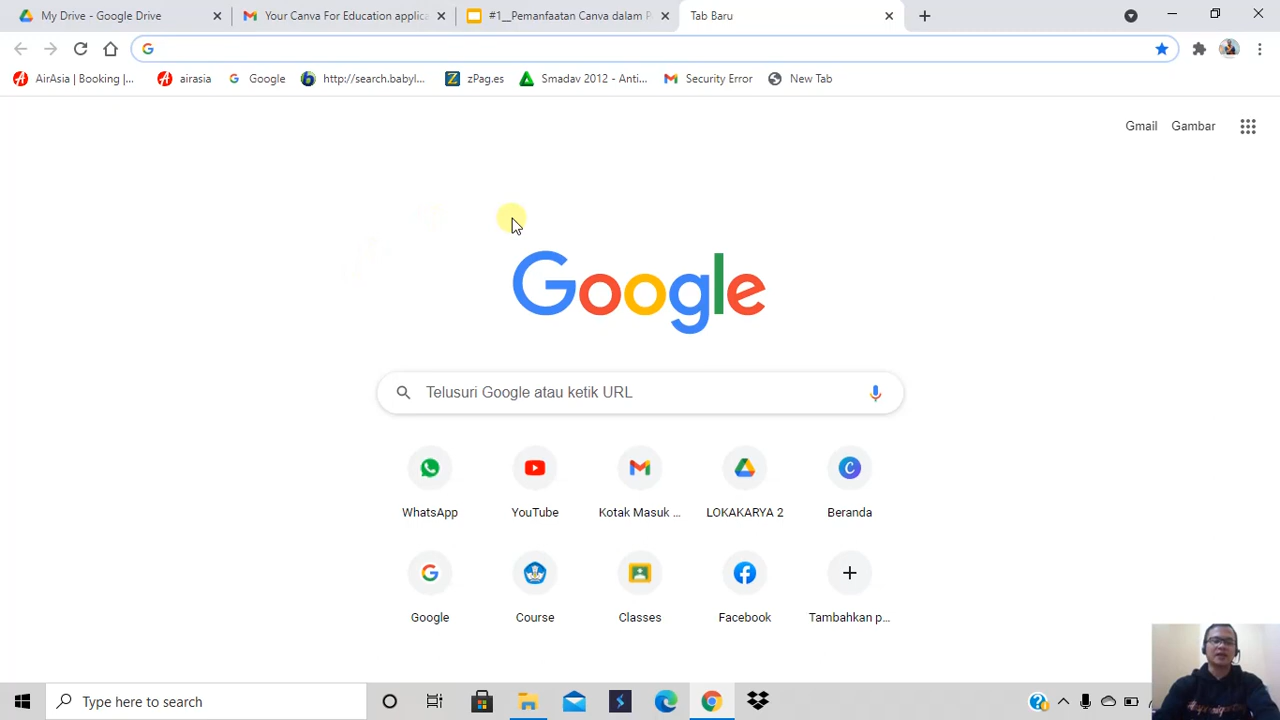 My Drive - Google Drive
Your Canva For Education applic
#1__Pemanfaatan Canva dalam P
Tab Baru
AirAsia | Booking |...
airasia
Google
http://search.babyl...
zPag.es
Smadav 2012 - Anti...
Security Error
New Tab
Gmail
Gambar
Google
Telusuri Google atau ketik URL
WhatsApp
YouTube
Kotak Masuk ...
LOKAKARYA 2
Beranda
Google
Course
Classes
Facebook
Tambahkan p...
Type here to search